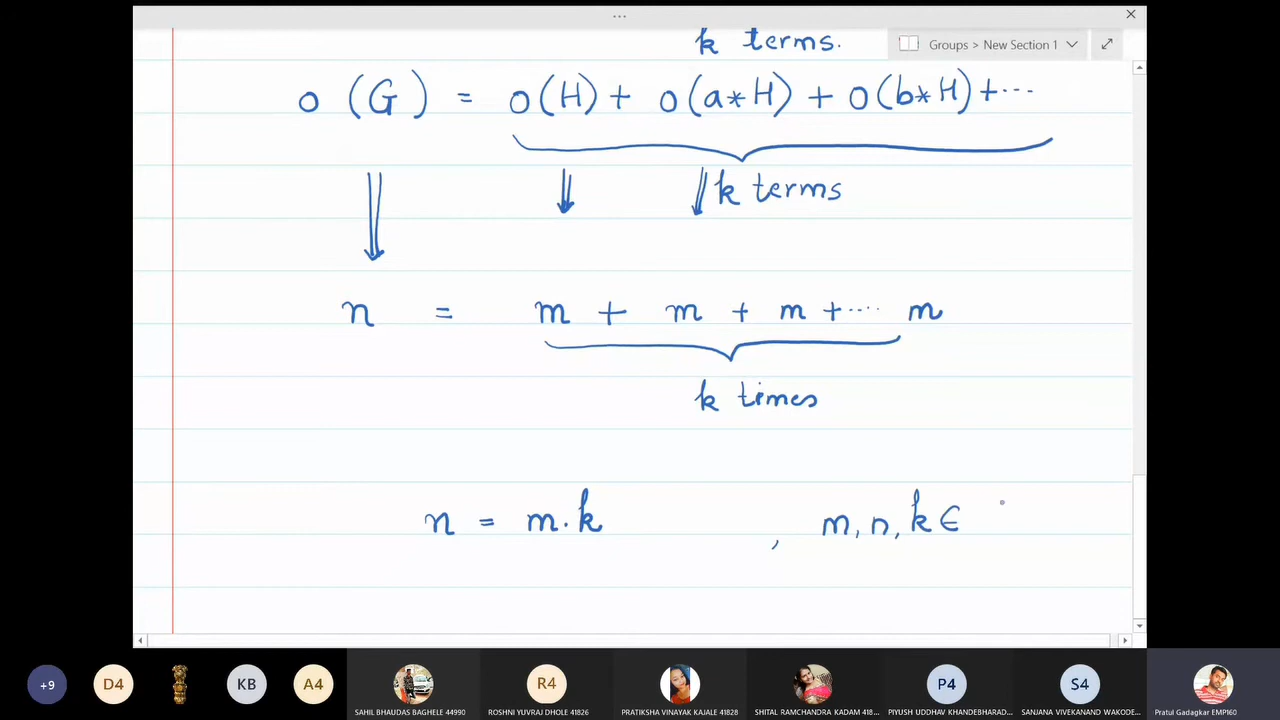 k terms.
Groups > New Section 1
o (G) = o(H) + o(a*H) + o(b*H) + ...
k terms
n = m + m + m + .... m
k times
n = m.k , m, n, k ∈
+9 D4 KB A4 R4 P4 S4
SAHIL BHAUDAS BAGHELE 44990 ROSHNI YUVRAJ DHOLE 41826 PRATIKSHA VINAYAK KAJALE 41828 SHITAL RAMCHANDRA KADAM 418... PIYUSH UDDHAV KHANDEBHARAD... SANJANA VIVEKANAND WAKODE... Pratul Gadagkar EMP160